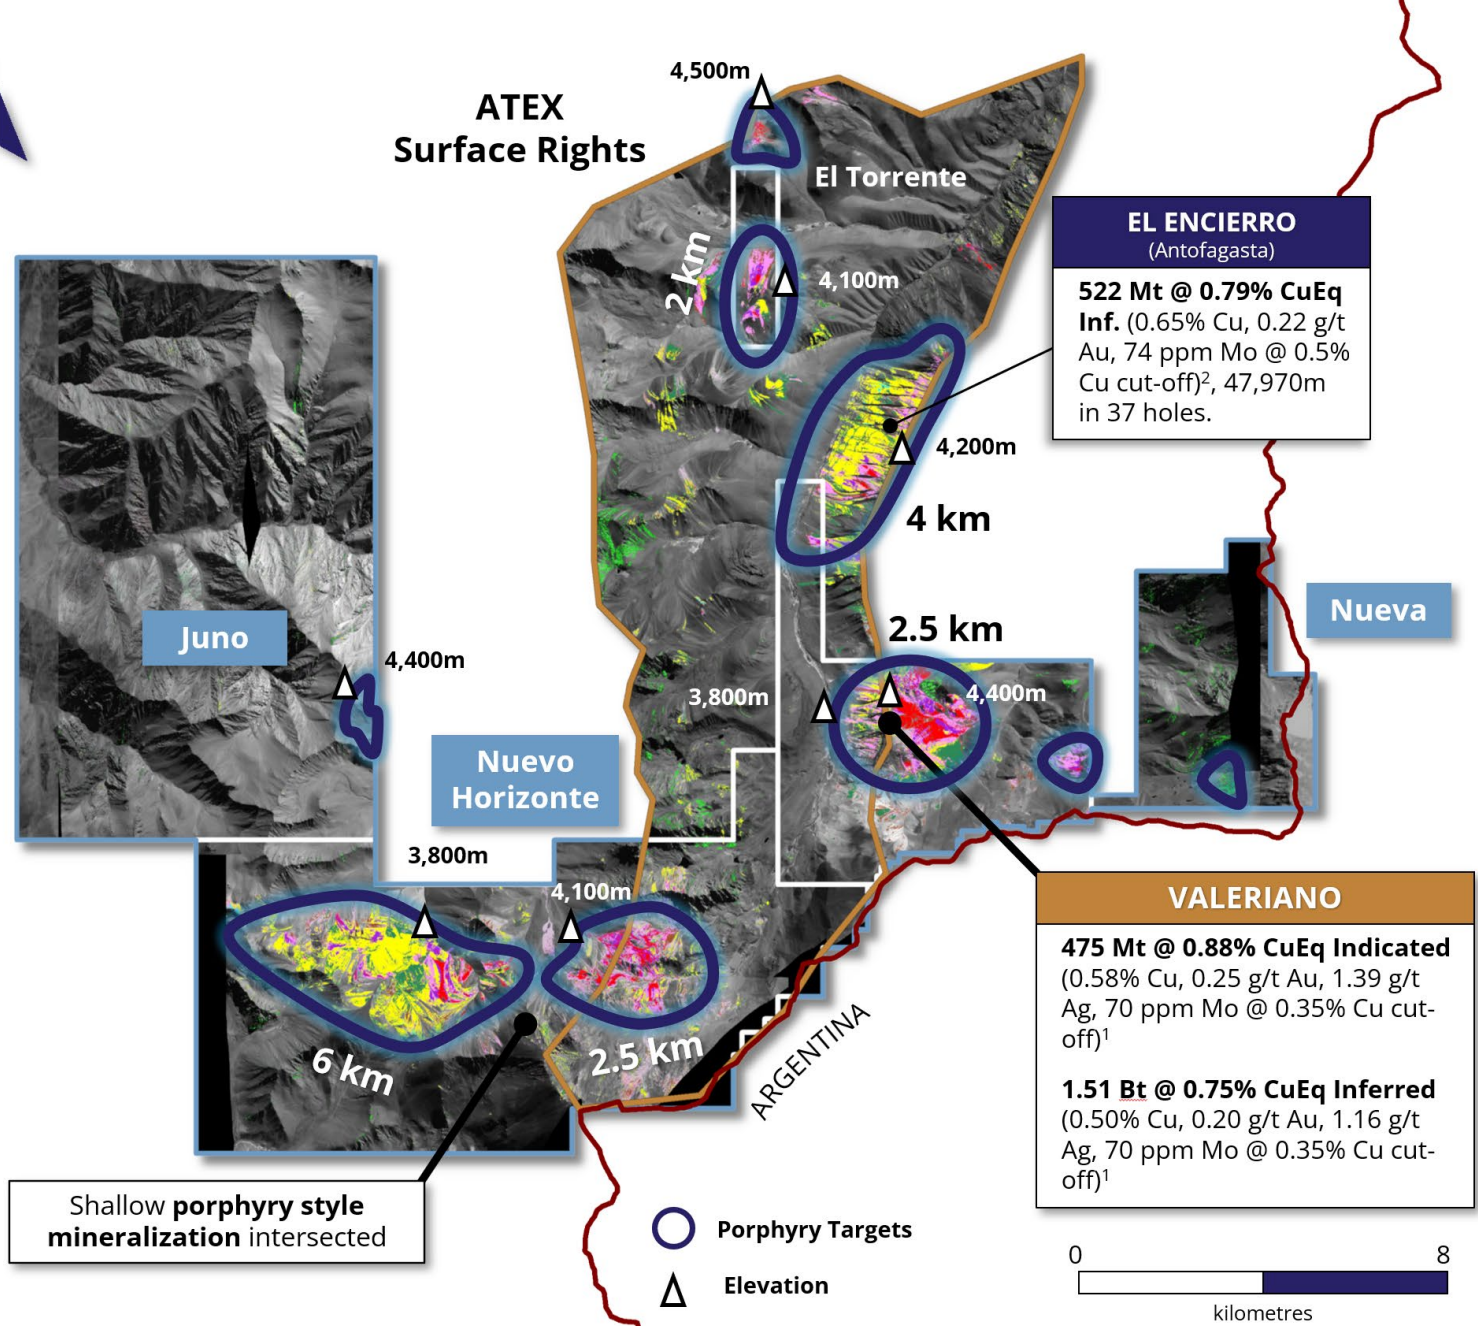 4,500m
ATEX
Surface Rights
El Torrente
EL ENCIERRO
(Antofagasta)
522 Mt @ 0.79% CuEq
Inf. (0.65% Cu, 0.22 g/t
Au, 74 ppm Mo @ 0.5%
Cu cut-off)², 47,970m
in 37 holes.
2 km
4,100m
4,200m
4 km
Nueva
Juno
2.5 km
4,400m
3,800m
4,400m
Nuevo
Horizonte
3,800m
4,100m
VALERIANO
475 Mt @ 0.88% CuEq Indicated
(0.58% Cu, 0.25 g/t Au, 1.39 g/t
Ag, 70 ppm Mo @ 0.35% Cu cut-
off)¹
1.51 Bt @ 0.75% CuEq Inferred
(0.50% Cu, 0.20 g/t Au, 1.16 g/t
Ag, 70 ppm Mo @ 0.35% Cu cut-
off)¹
6 km
2.5 km
ARGENTINA
Shallow porphyry style
mineralization intersected
Porphyry Targets
Elevation
0 8
kilometres